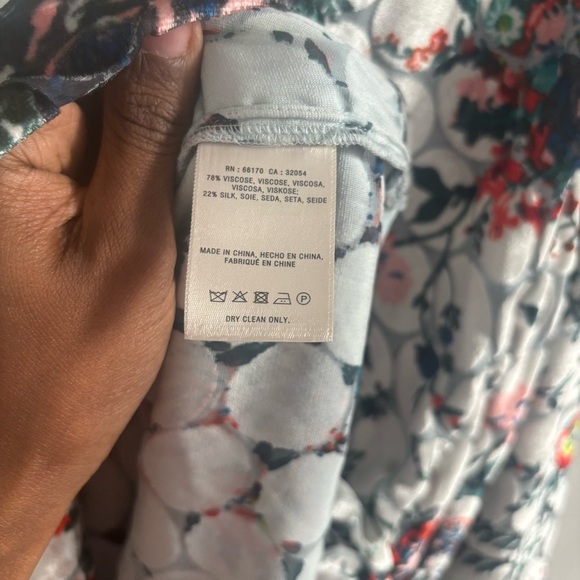 RN : 66170 CA : 32054
78% VISCOSE, VISCOSE, VISCOSA,
VISCOSA, VISKOSE;
22% SILK, SOIE, SEDA, SETA, SEIDE
MADE IN CHINA, HECHO EN CHINA,
FABRIQUÉ EN CHINE
DRY CLEAN ONLY.